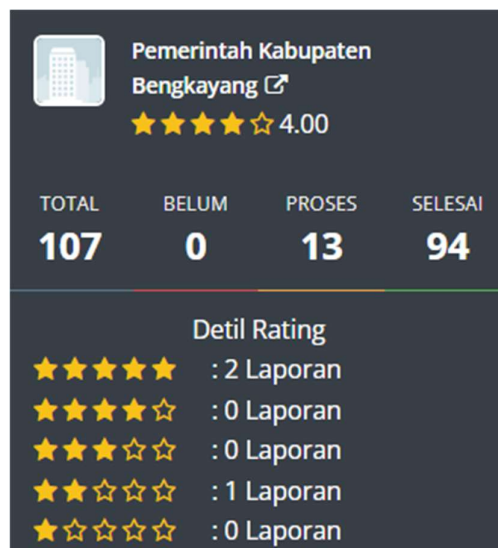 Pemerintah Kabupaten
Bengkayang
4.00
TOTAL BELUM PROSES SELESAI
107 0 13 94
Detil Rating
: 2 Laporan
: 0 Laporan
: 0 Laporan
: 1 Laporan
: 0 Laporan